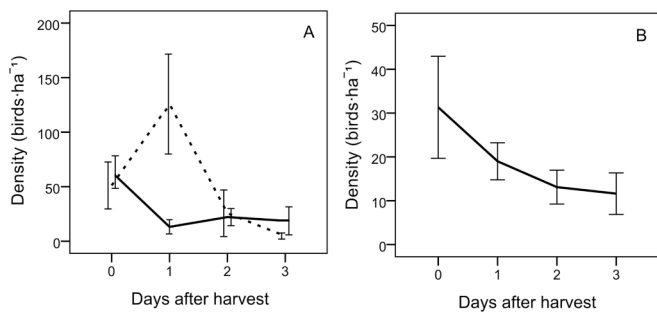 A
200
150
100
50
0
Density (birds·ha⁻¹)
0 1 2 3
Days after harvest
B
50
40
30
20
10
0
Density (birds·ha⁻¹)
0 1 2 3
Days after harvest